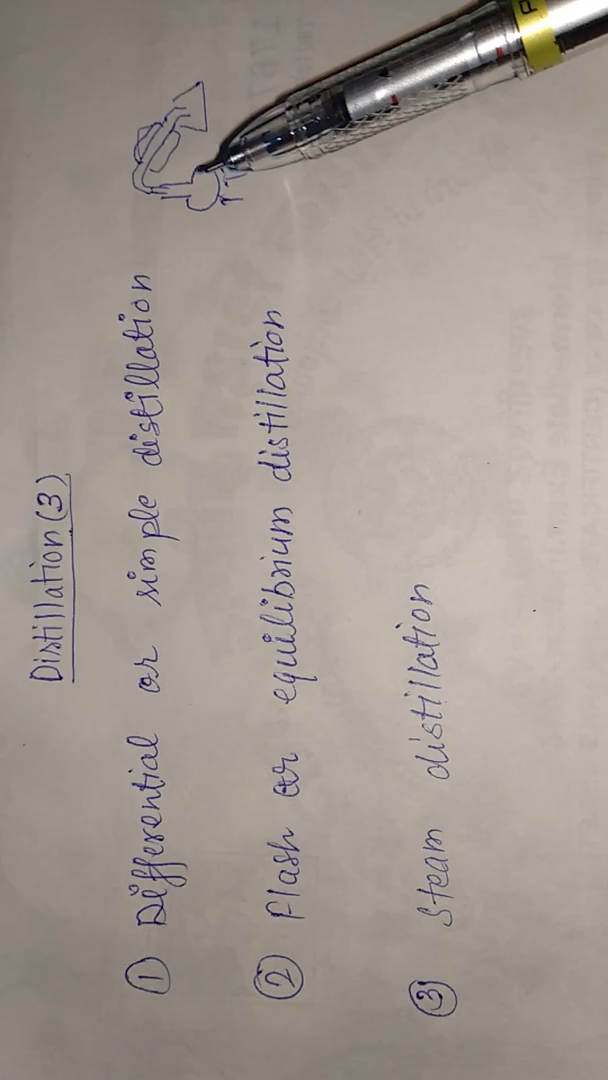 Distillation (3)
① Differential or simple distillation
② Flash or equilibrium distillation
③ Steam distillation